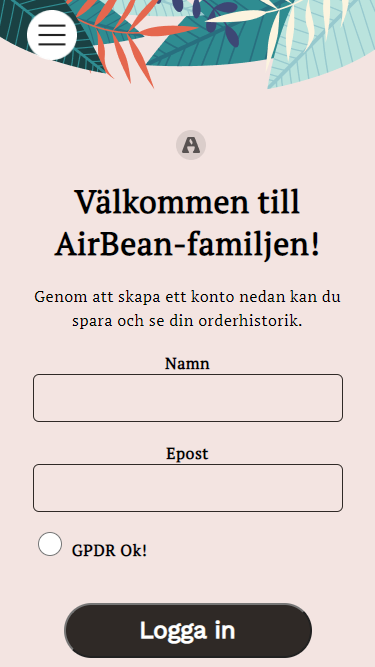 Välkommen till
AirBean-familjen!
Genom att skapa ett konto nedan kan du
spara och se din orderhistorik.
Namn
Epost
GPDR Ok!
Logga in